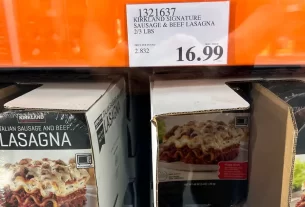 1321637
KIRKLAND SIGNATURE
SAUSAGE & BEEF LASAGNA
2/3 LBS
2 832
16.99
KIRKLAND
ITALIAN SAUSAGE AND BEEF
LASAGNA